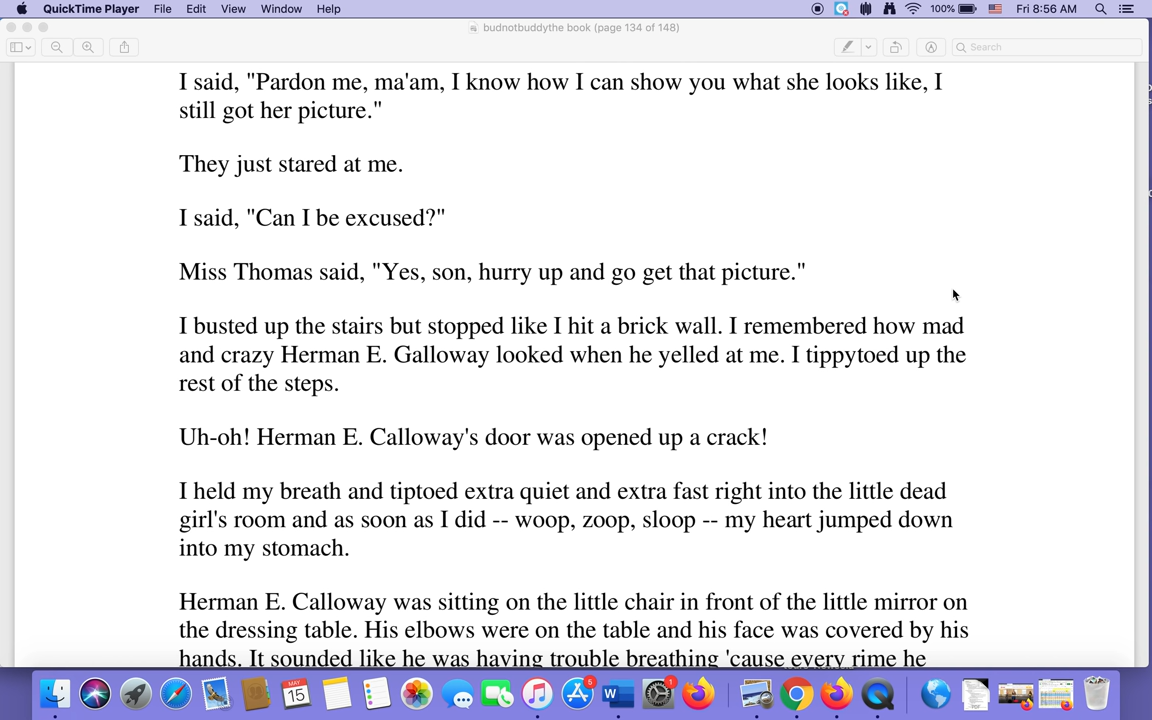 QuickTime Player File Edit View Window Help 100% Fri 8:56 AM
budnotbuddythe book (page 134 of 148)
Search
I said, "Pardon me, ma'am, I know how I can show you what she looks like, I
still got her picture."
They just stared at me.
I said, "Can I be excused?"
Miss Thomas said, "Yes, son, hurry up and go get that picture."
I busted up the stairs but stopped like I hit a brick wall. I remembered how mad
and crazy Herman E. Galloway looked when he yelled at me. I tippytoed up the
rest of the steps.
Uh-oh! Herman E. Calloway's door was opened up a crack!
I held my breath and tiptoed extra quiet and extra fast right into the little dead
girl's room and as soon as I did -- woop, zoop, sloop -- my heart jumped down
into my stomach.
Herman E. Calloway was sitting on the little chair in front of the little mirror on
the dressing table. His elbows were on the table and his face was covered by his
hands. It sounded like he was having trouble breathing 'cause every rime he
MAY
15
5
W
1